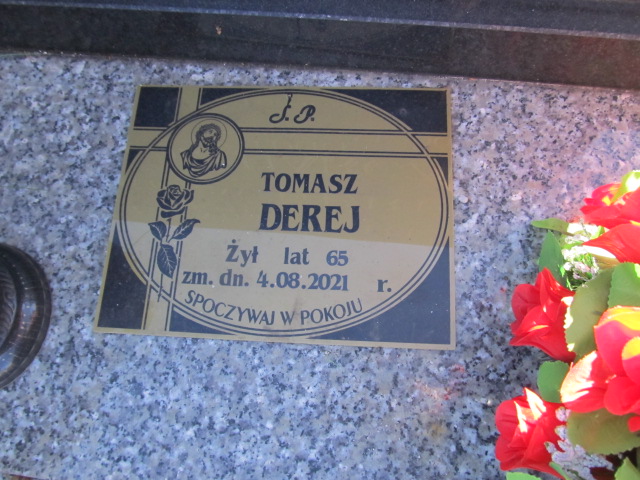 Ś. P.
TOMASZ
DEREJ
Żył lat 65
zm. dn. 4.08.2021 r.
SPOCZYWAJ W POKOJU